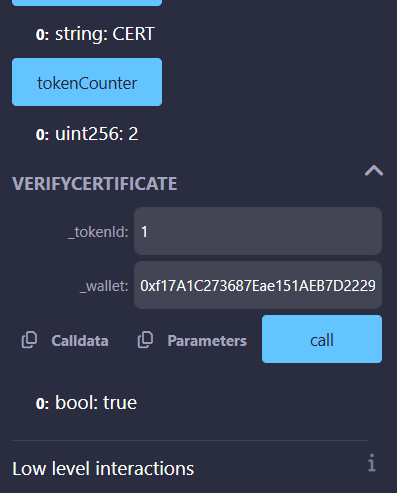 0: string: CERT
tokenCounter
0: uint256: 2
VERIFYCERTIFICATE
_tokenId: 1
_wallet: 0xf17A1C273687Eae151AEB7D2229
Calldata Parameters call
0: bool: true
Low level interactions